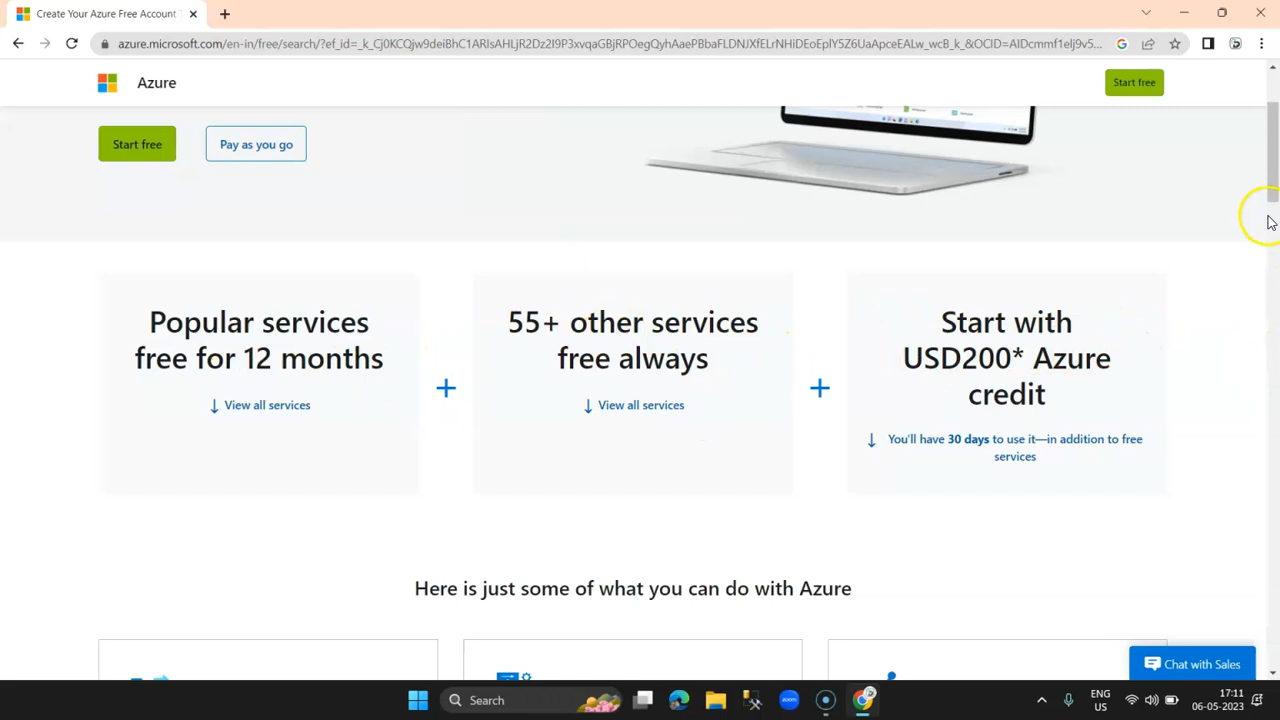 Create Your Azure Free Account
azure.microsoft.com/en-in/free/search/?ef_id=_k_Cj0KCQjw9deiBhC1ARIsAHLjR2Dz2I9P3xvqaGBjRPOegQyhAaePBbaFLDNJXfELrNHiDEoEplY5Z6UaApceEALw_wcB_k_&OCID=AIDcmmf1elj9v5...
Azure
Start free
Start free
Pay as you go
Popular services
free for 12 months
View all services
55+ other services
free always
View all services
Start with
USD200* Azure
credit
You'll have 30 days to use it—in addition to free
services
Here is just some of what you can do with Azure
Chat with Sales
Search
zoom
ENG
US
17:11
06-05-2023